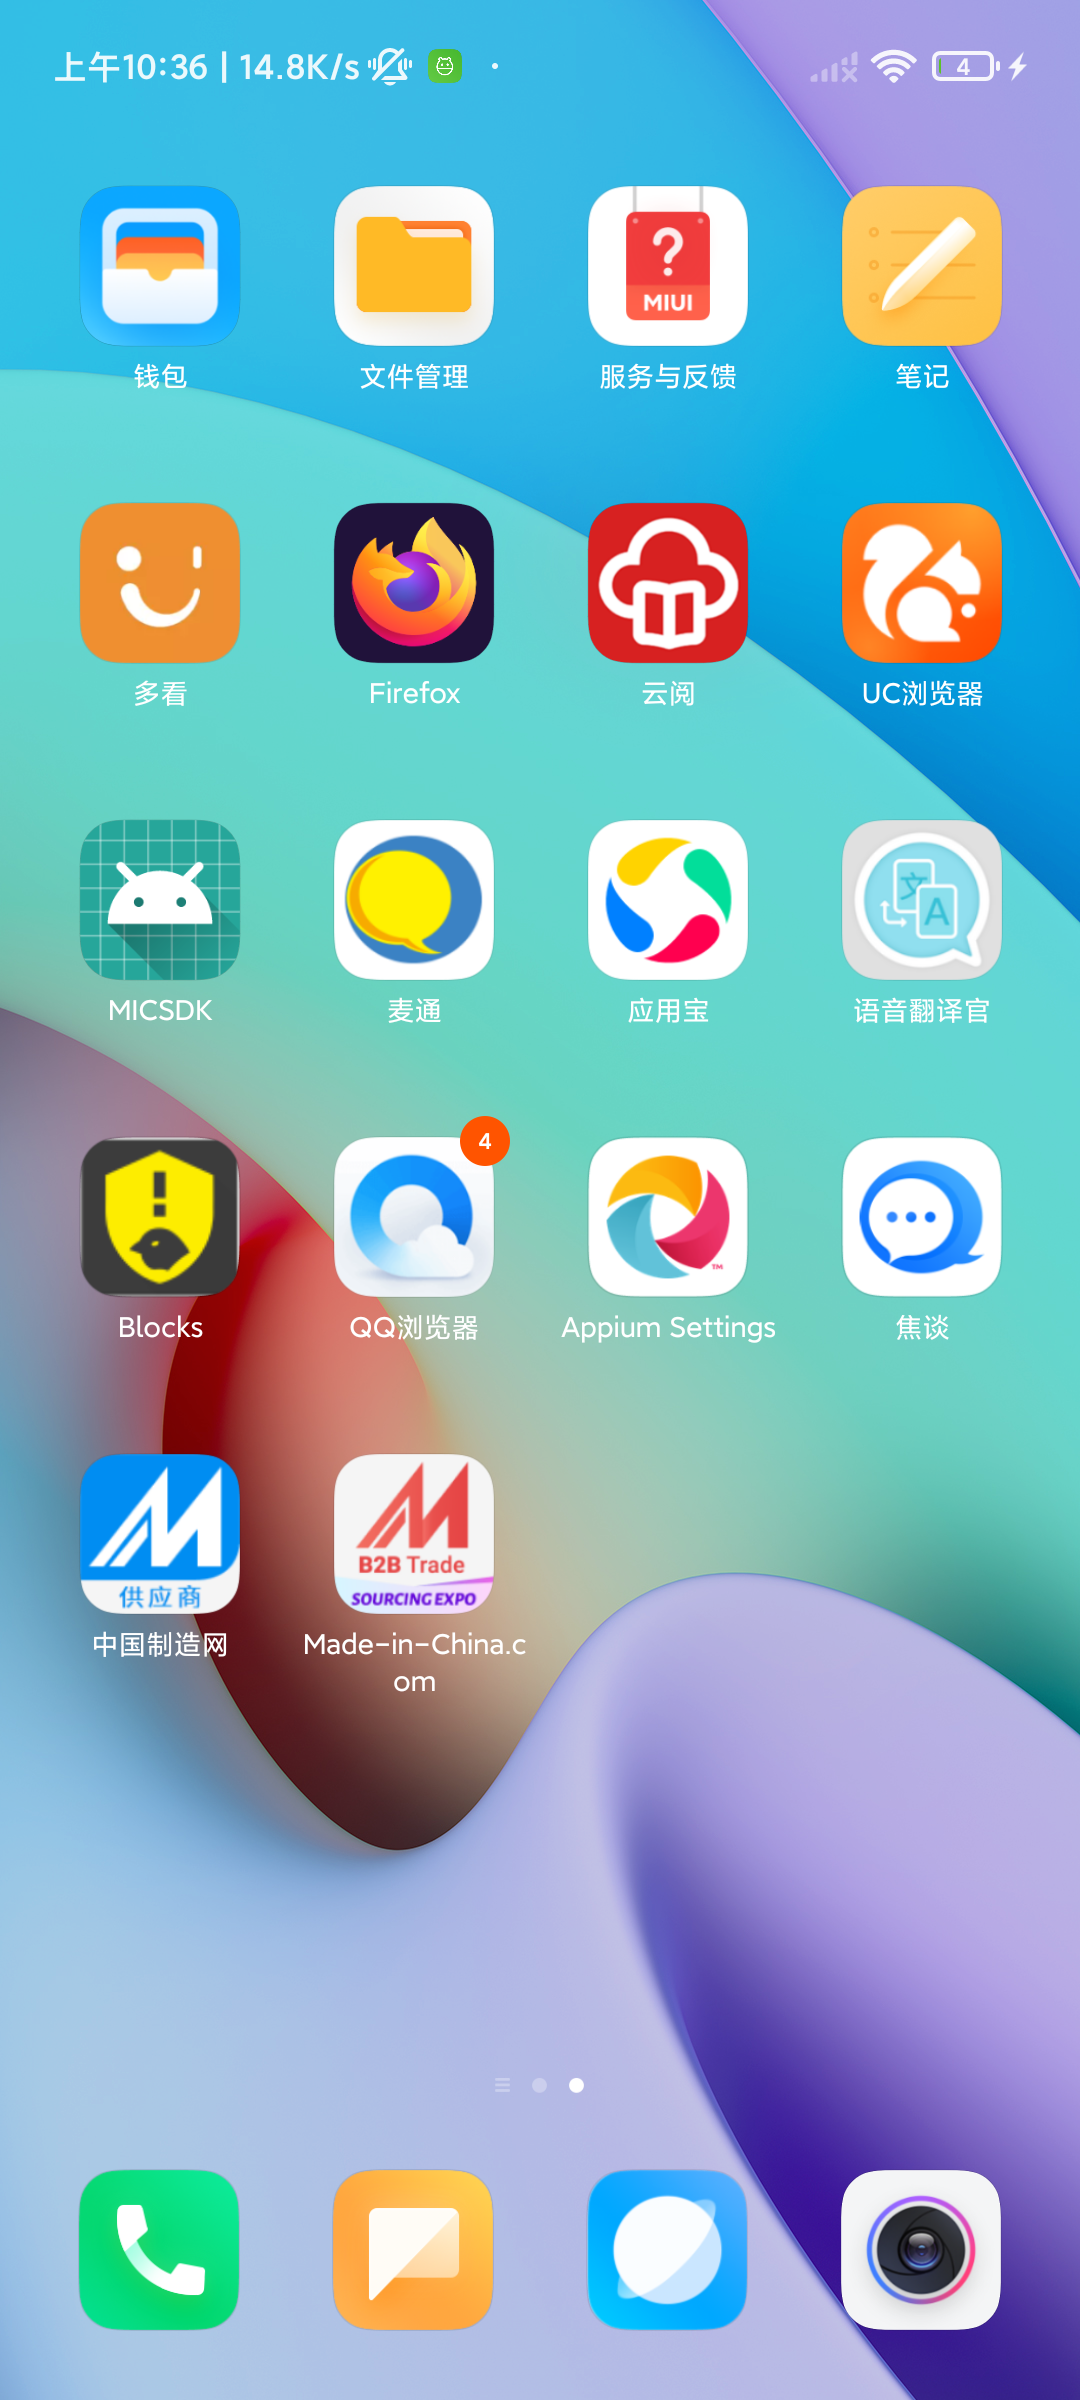 上午10:36 | 14.8K/s
4
MIUI
钱包
文件管理
服务与反馈
笔记
多看
Firefox
云阅
UC浏览器
文
A
MICSDK
麦通
应用宝
语音翻译官
4
TM
Blocks
QQ浏览器
Appium Settings
焦谈
供应商
B2B Trade
SOURCING EXPO
中国制造网
Made-in-China.c
om